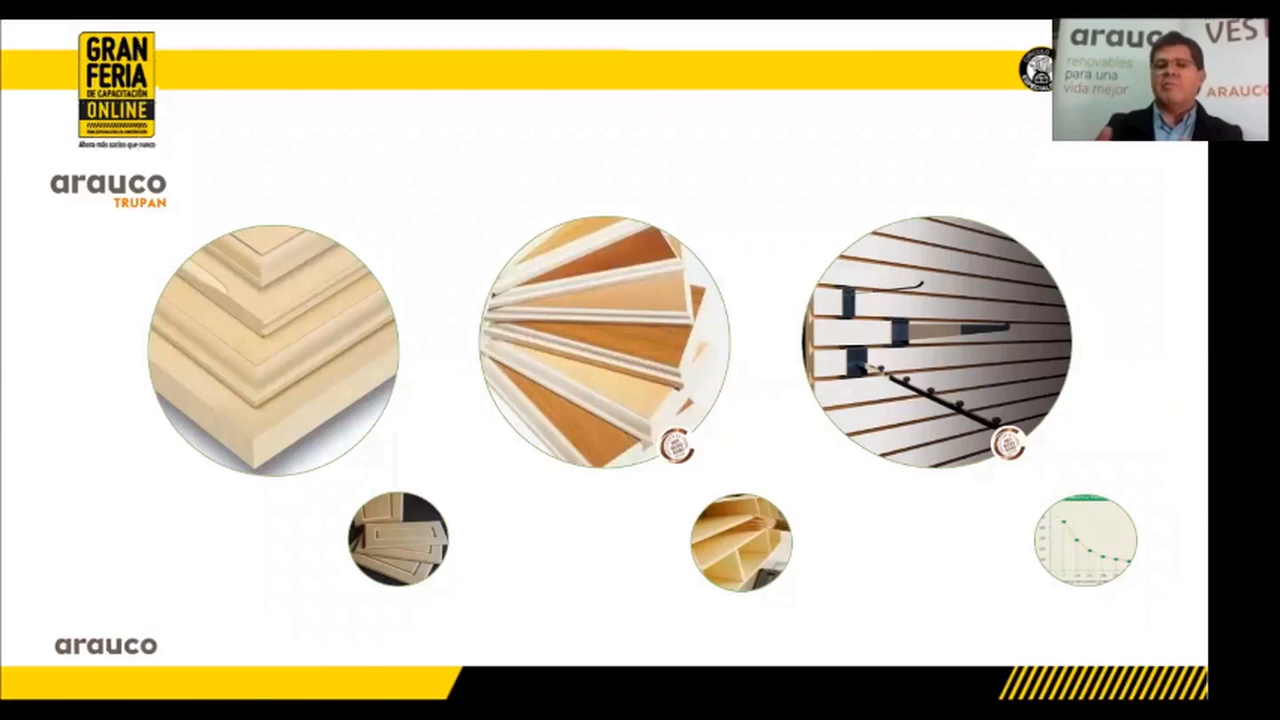 GRAN
FERIA
DE CAPACITACIÓN
ONLINE
Ahora más socios que nunca
arauco
TRUPAN
arauco
renovables
para una
vida mejor
VEST
ARAUCO
arauco